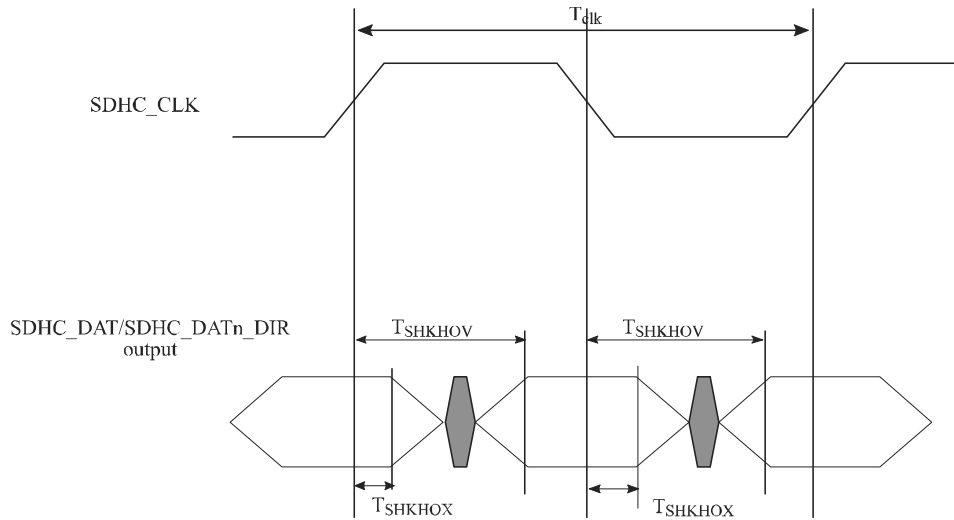 Tclk
SDHC_CLK
SDHC_DAT/SDHC_DATn_DIR
output
TSHKHOV
TSHKHOV
TSHKHOX
TSHKHOX